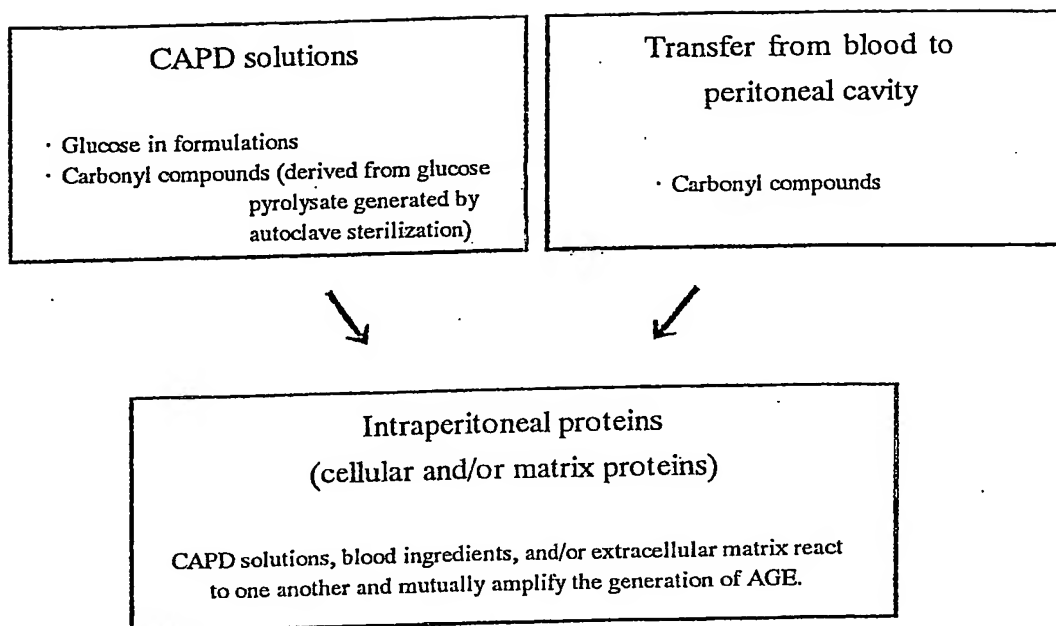 CAPD solutions
· Glucose in formulations
· Carbonyl compounds (derived from glucose
pyrolysate generated by
autoclave sterilization)
Transfer from blood to
peritoneal cavity
· Carbonyl compounds
Intraperitoneal proteins
(cellular and/or matrix proteins)
CAPD solutions, blood ingredients, and/or extracellular matrix react
to one another and mutually amplify the generation of AGE.